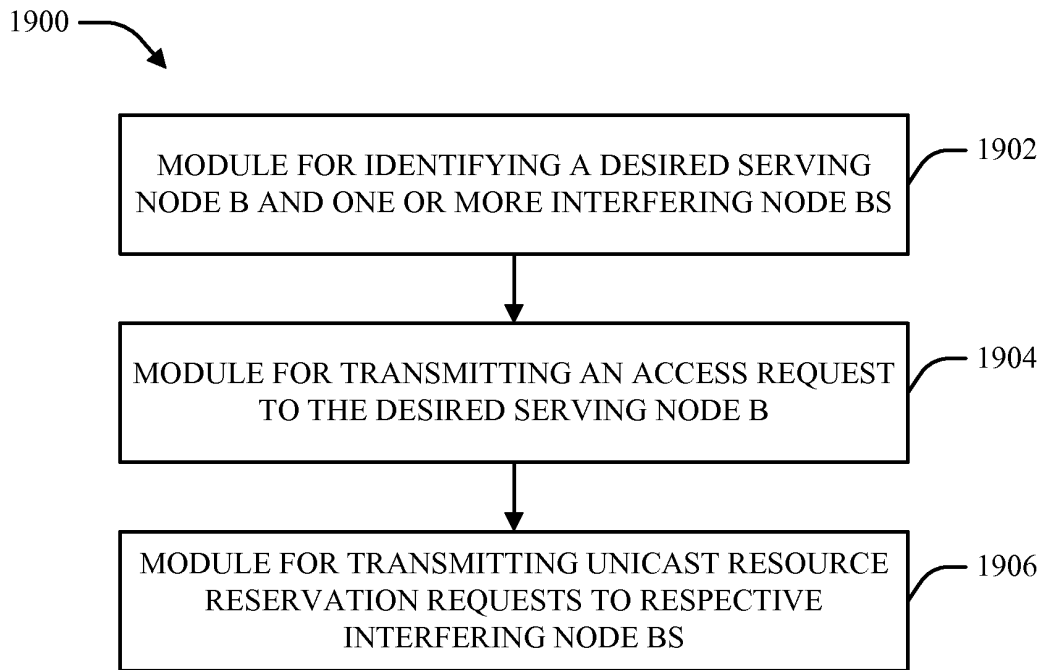 1900
MODULE FOR IDENTIFYING A DESIRED SERVING
NODE B AND ONE OR MORE INTERFERING NODE BS
1902
MODULE FOR TRANSMITTING AN ACCESS REQUEST
TO THE DESIRED SERVING NODE B
1904
MODULE FOR TRANSMITTING UNICAST RESOURCE
RESERVATION REQUESTS TO RESPECTIVE
INTERFERING NODE BS
1906